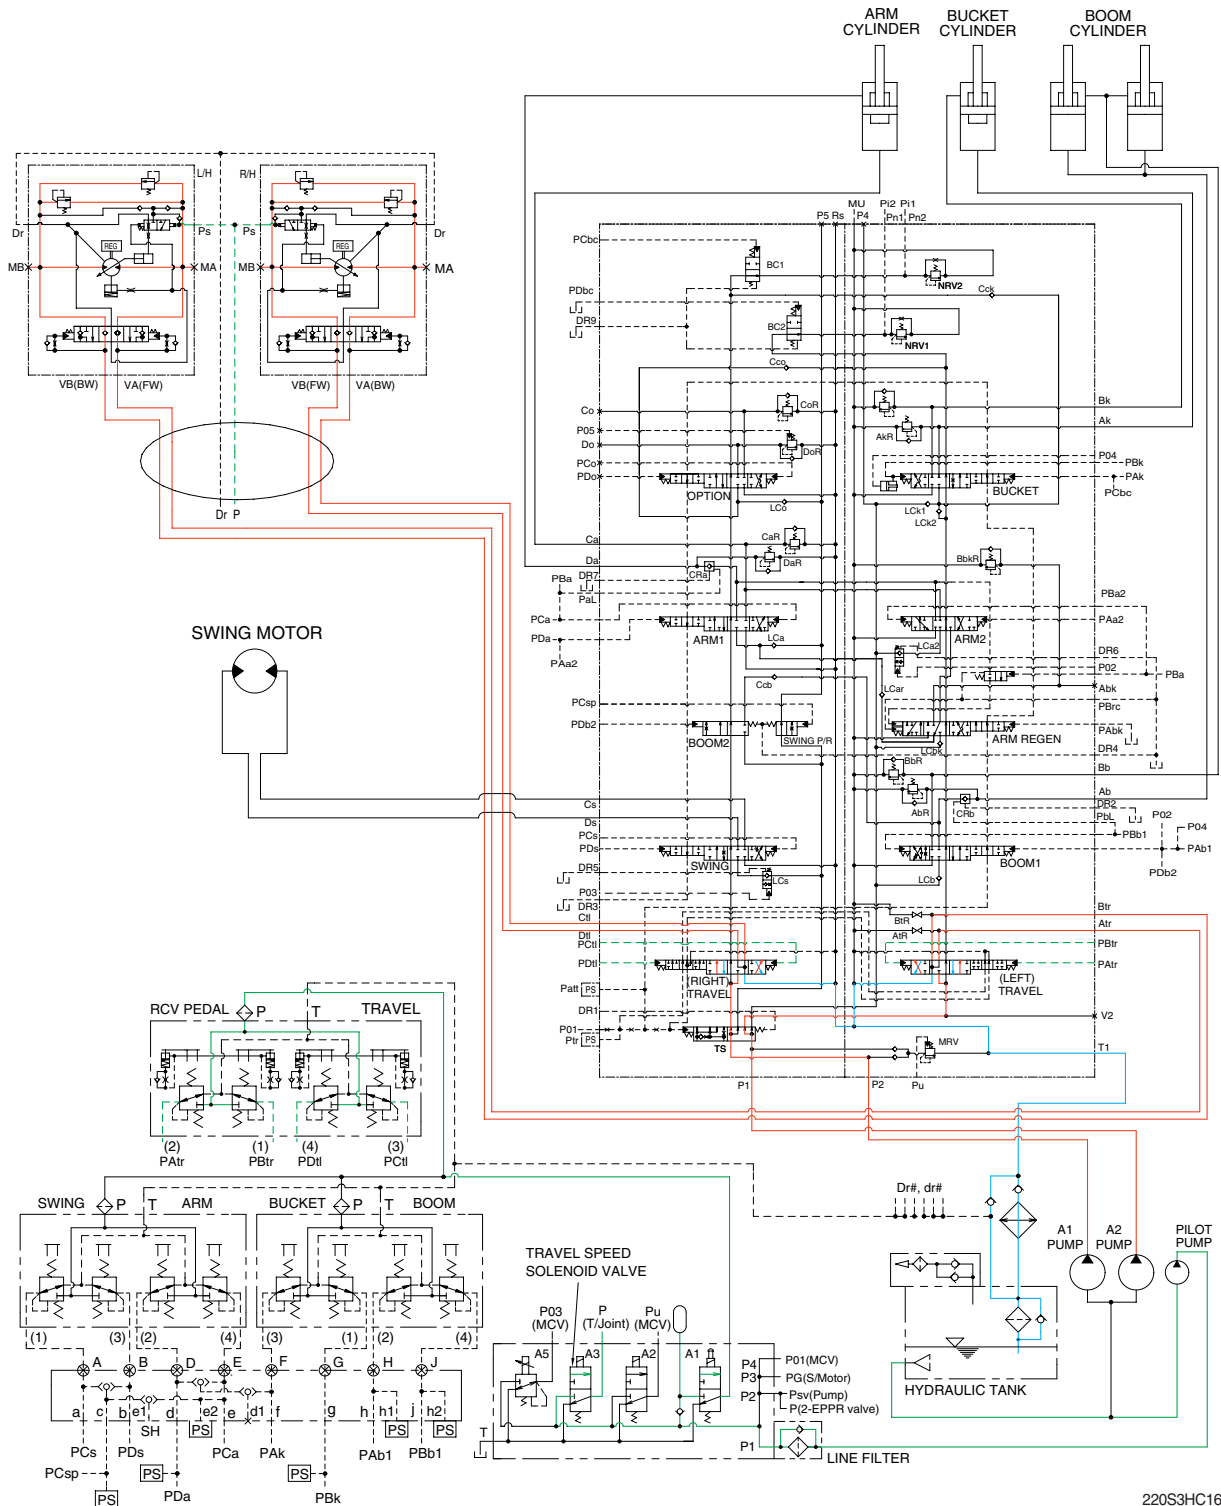 ARM
CYLINDER
BUCKET
CYLINDER
BOOM
CYLINDER
L/H
R/H
Dr
Ps
Ps
Dr
REG
REG
MB
MA
MB
MA
VB(BW)
VA(FW)
VB(FW)
VA(BW)
Dr P
P5 Rs
MU
P4
Pi2
Pn1
Pi1
Pn2
PCbc
BC1
NRV2
Cck
PDbc
DR9
BC2
NRV1
Cco
Co
CoR
Bk
AkR
Ak
P05
Do
DoR
P04
PCo
PBk
PDo
PAk
OPTION
BUCKET
PCbc
LCo
LCk1
LCk2
Ca
CaR
Da
DaR
BbkR
CRa
PBa
DR7
PaL
PBa2
PCa
PAa2
PDa
ARM1
ARM2
PAa2
LCa
LCa2
DR6
P02
PBa
Ccb
LCar
Abk
PCsp
PBrc
PDb2
PAbk
BOOM2
SWING P/R
ARM REGEN
LCbk
DR4
BbR
Bb
AbR
CRb
Ab
DR2
PbL
P02
P04
Cs
Ds
PCs
PBb1
PDs
PAb1
SWING
BOOM1
PDb2
DR5
LCs
LCb
P03
DR3
Ctl
BtR
Btr
AtR
Atr
Dtl
PCtl
PBtr
PDtl
PAtr
(RIGHT)
TRAVEL
(LEFT)
TRAVEL
Patt
PS
DR1
V2
P01
Ptr
PS
TS
MRV
T1
P1
P2
Pu
SWING MOTOR
RCV PEDAL
P
T
TRAVEL
(2)
(1)
(4)
(3)
PAtr
PBtr
PDtl
PCtl
SWING
P
T
ARM
BUCKET
P
T
BOOM
(1)
(3)
(2)
(4)
(3)
(1)
(2)
(4)
A
B
D
E
F
G
H
J
a
c
b
e1
d
e2
e
d1
f
g
h
h1
j
h2
SH
PS
PS
PS
PCs
PDs
PCa
PAk
PAb1
PBb1
PCsp
PS
PS
PDa
PS
PBk
TRAVEL SPEED
SOLENOID VALVE
P03
(MCV)
P
(T/Joint)
Pu
(MCV)
A5
A3
A2
A1
P4
P01(MCV)
P3
PG(S/Motor)
P2
Psv(Pump)
P(2-EPPR valve)
T
P1
LINE FILTER
Dr#, dr#
A1
PUMP
A2
PUMP
PILOT
PUMP
HYDRAULIC TANK
220S3HC16